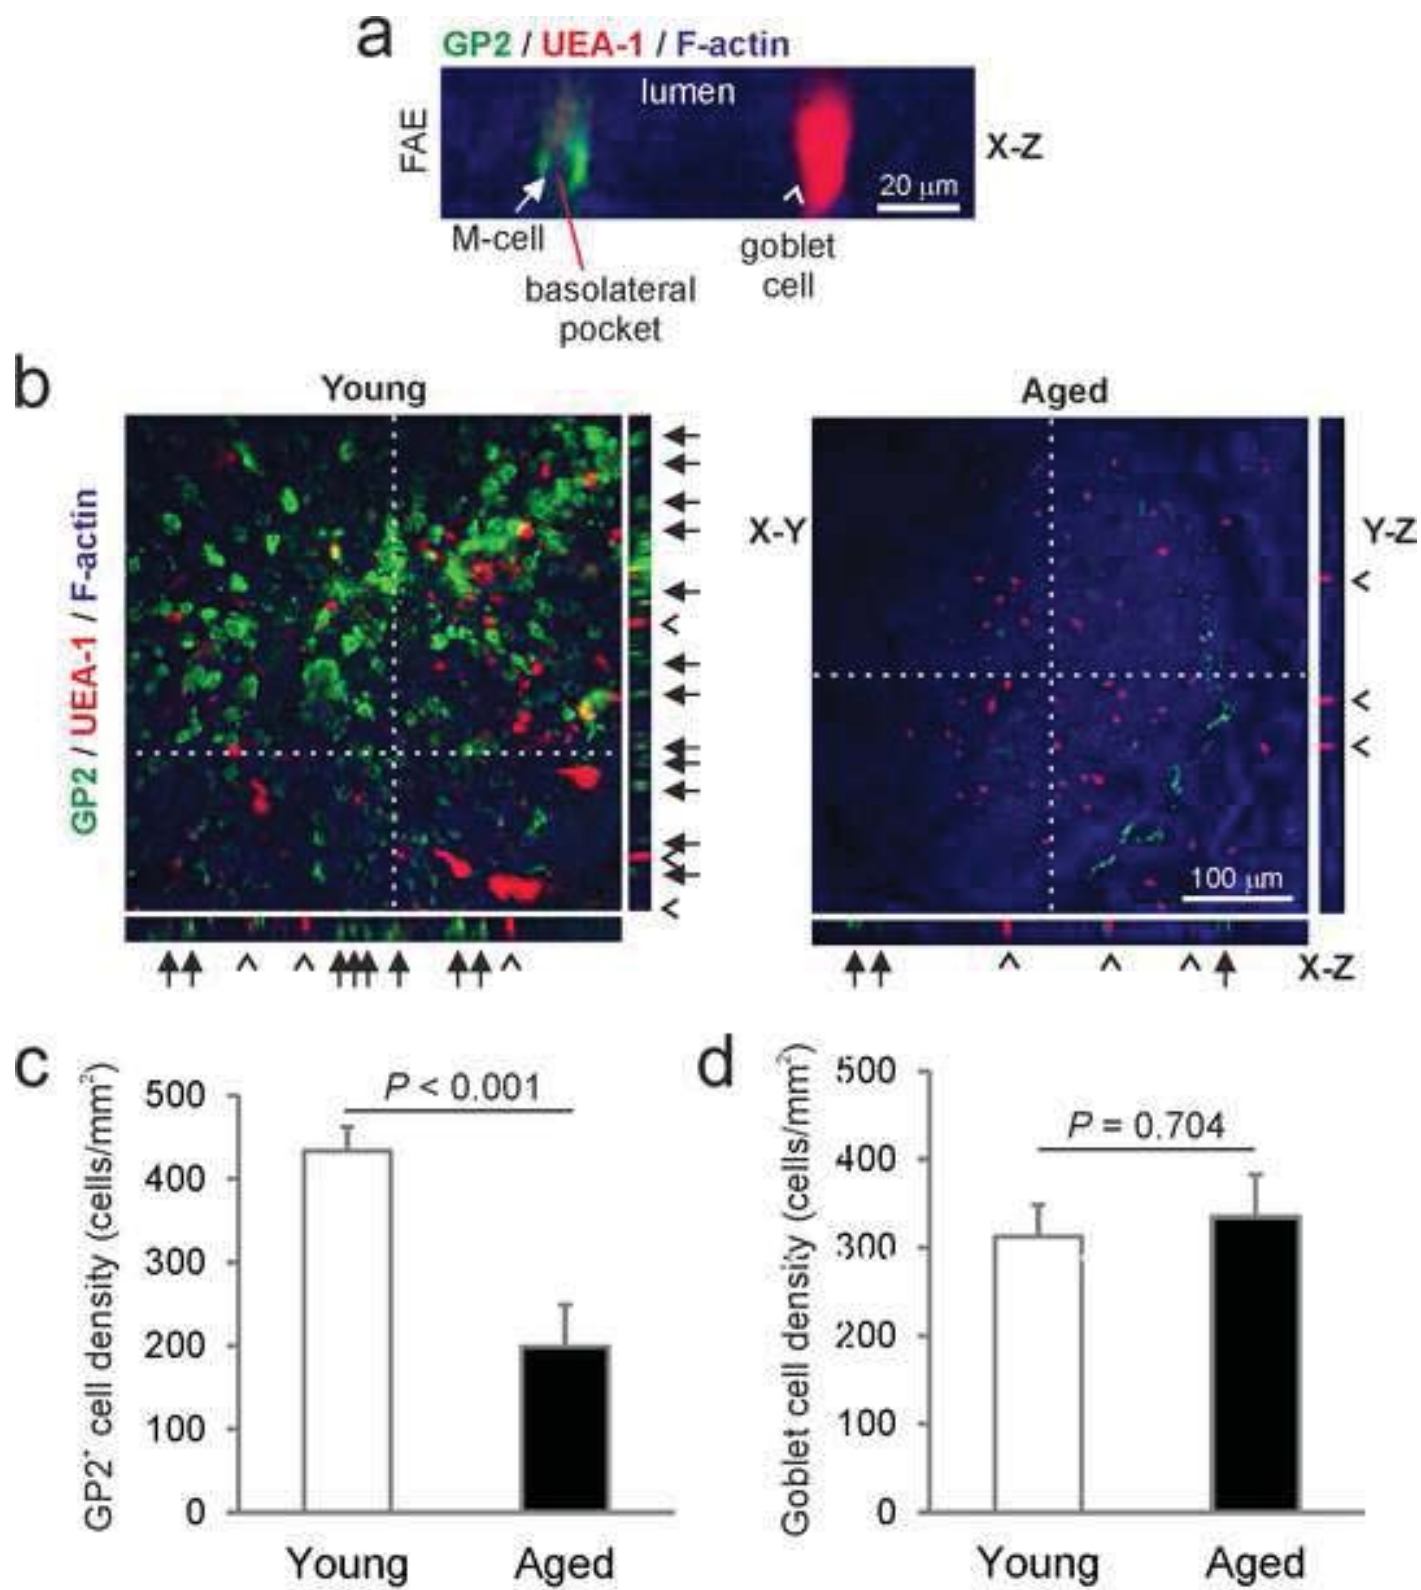 a
GP2 / UEA-1 / F-actin
lumen
FAE
X-Z
20 μm
M-cell
goblet
cell
basolateral
pocket
b
Young
Aged
GP2 / UEA-1 / F-actin
X-Y
Y-Z
100 μm
X-Z
c
GP2⁺ cell density (cells/mm²)
500
400
300
200
100
0
P < 0.001
Young
Aged
d
Goblet cell density (cells/mm²)
500
400
300
200
100
0
P = 0.704
Young
Aged